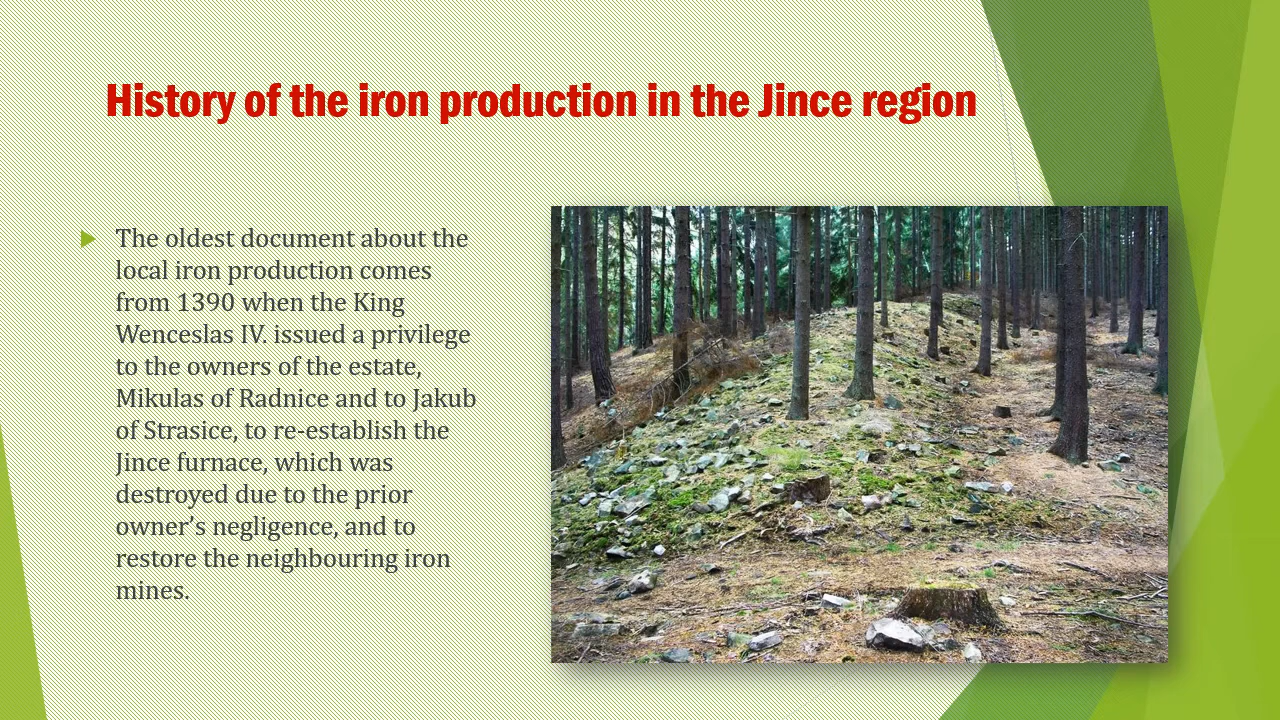 History of the iron production in the Jince region
The oldest document about the
local iron production comes
from 1390 when the King
Wenceslas IV. issued a privilege
to the owners of the estate,
Mikulas of Radnice and to Jakub
of Strasice, to re-establish the
Jince furnace, which was
destroyed due to the prior
owner’s negligence, and to
restore the neighbouring iron
mines.